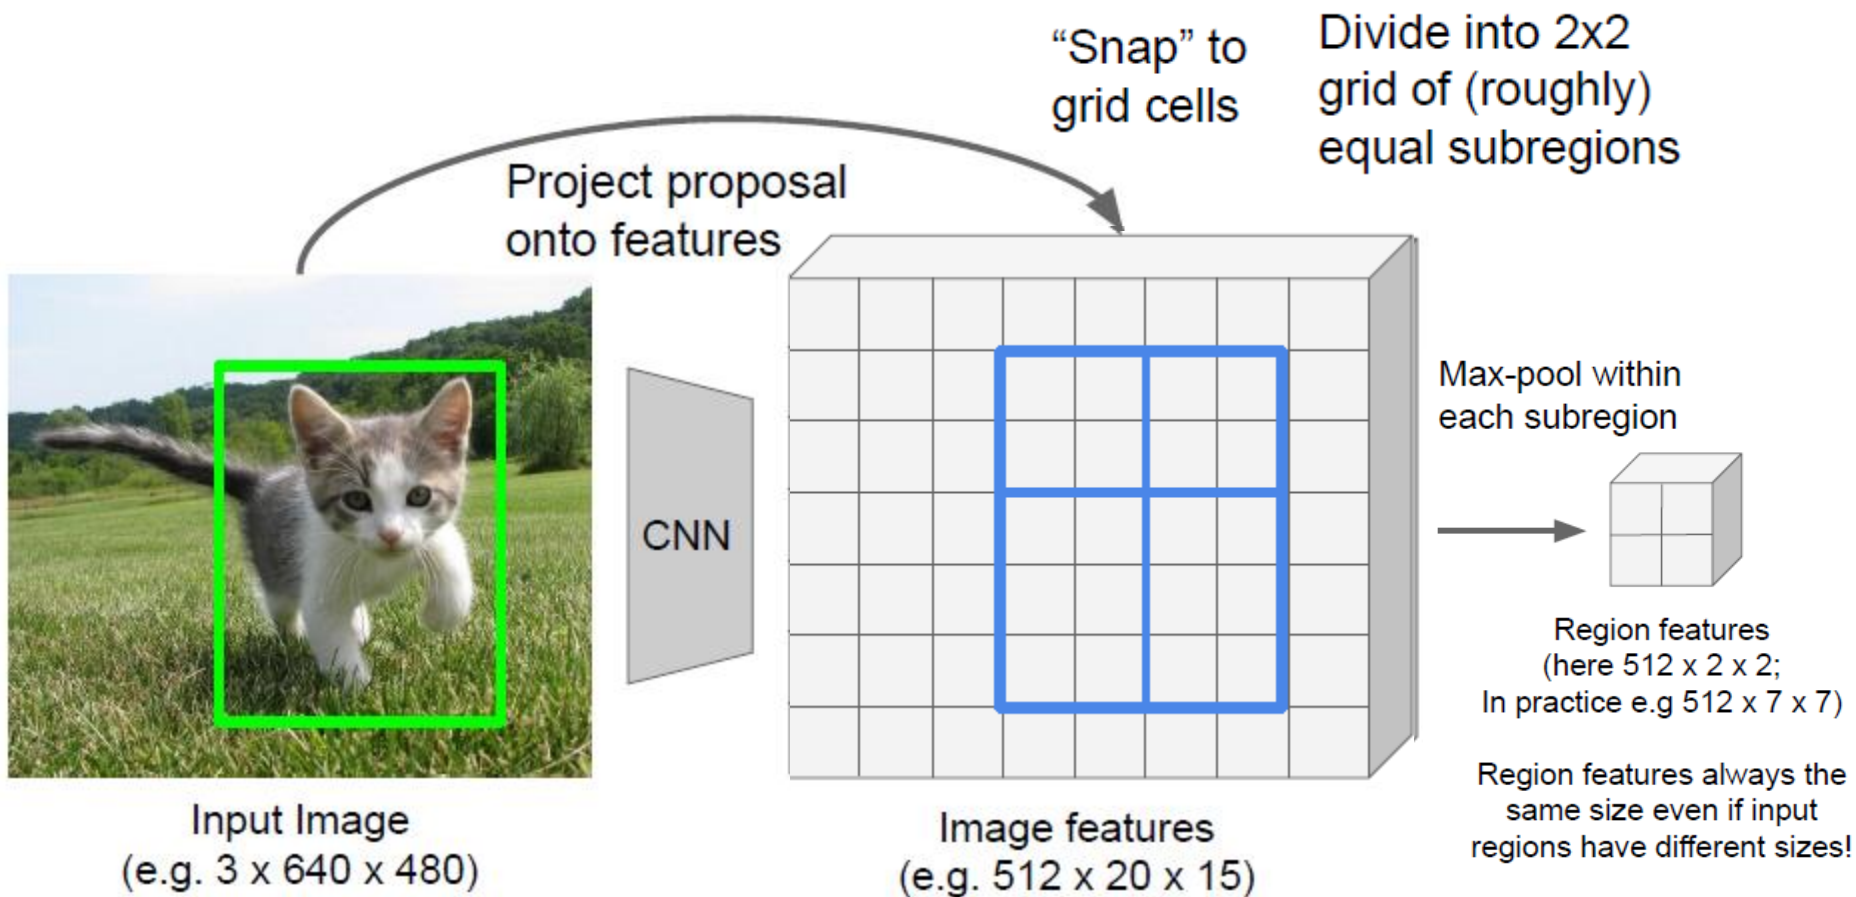 “Snap” to
grid cells
Divide into 2x2
grid of (roughly)
equal subregions
Project proposal
onto features
CNN
Max-pool within
each subregion
Input Image
(e.g. 3 x 640 x 480)
Image features
(e.g. 512 x 20 x 15)
Region features
(here 512 x 2 x 2;
In practice e.g 512 x 7 x 7)
Region features always the
same size even if input
regions have different sizes!